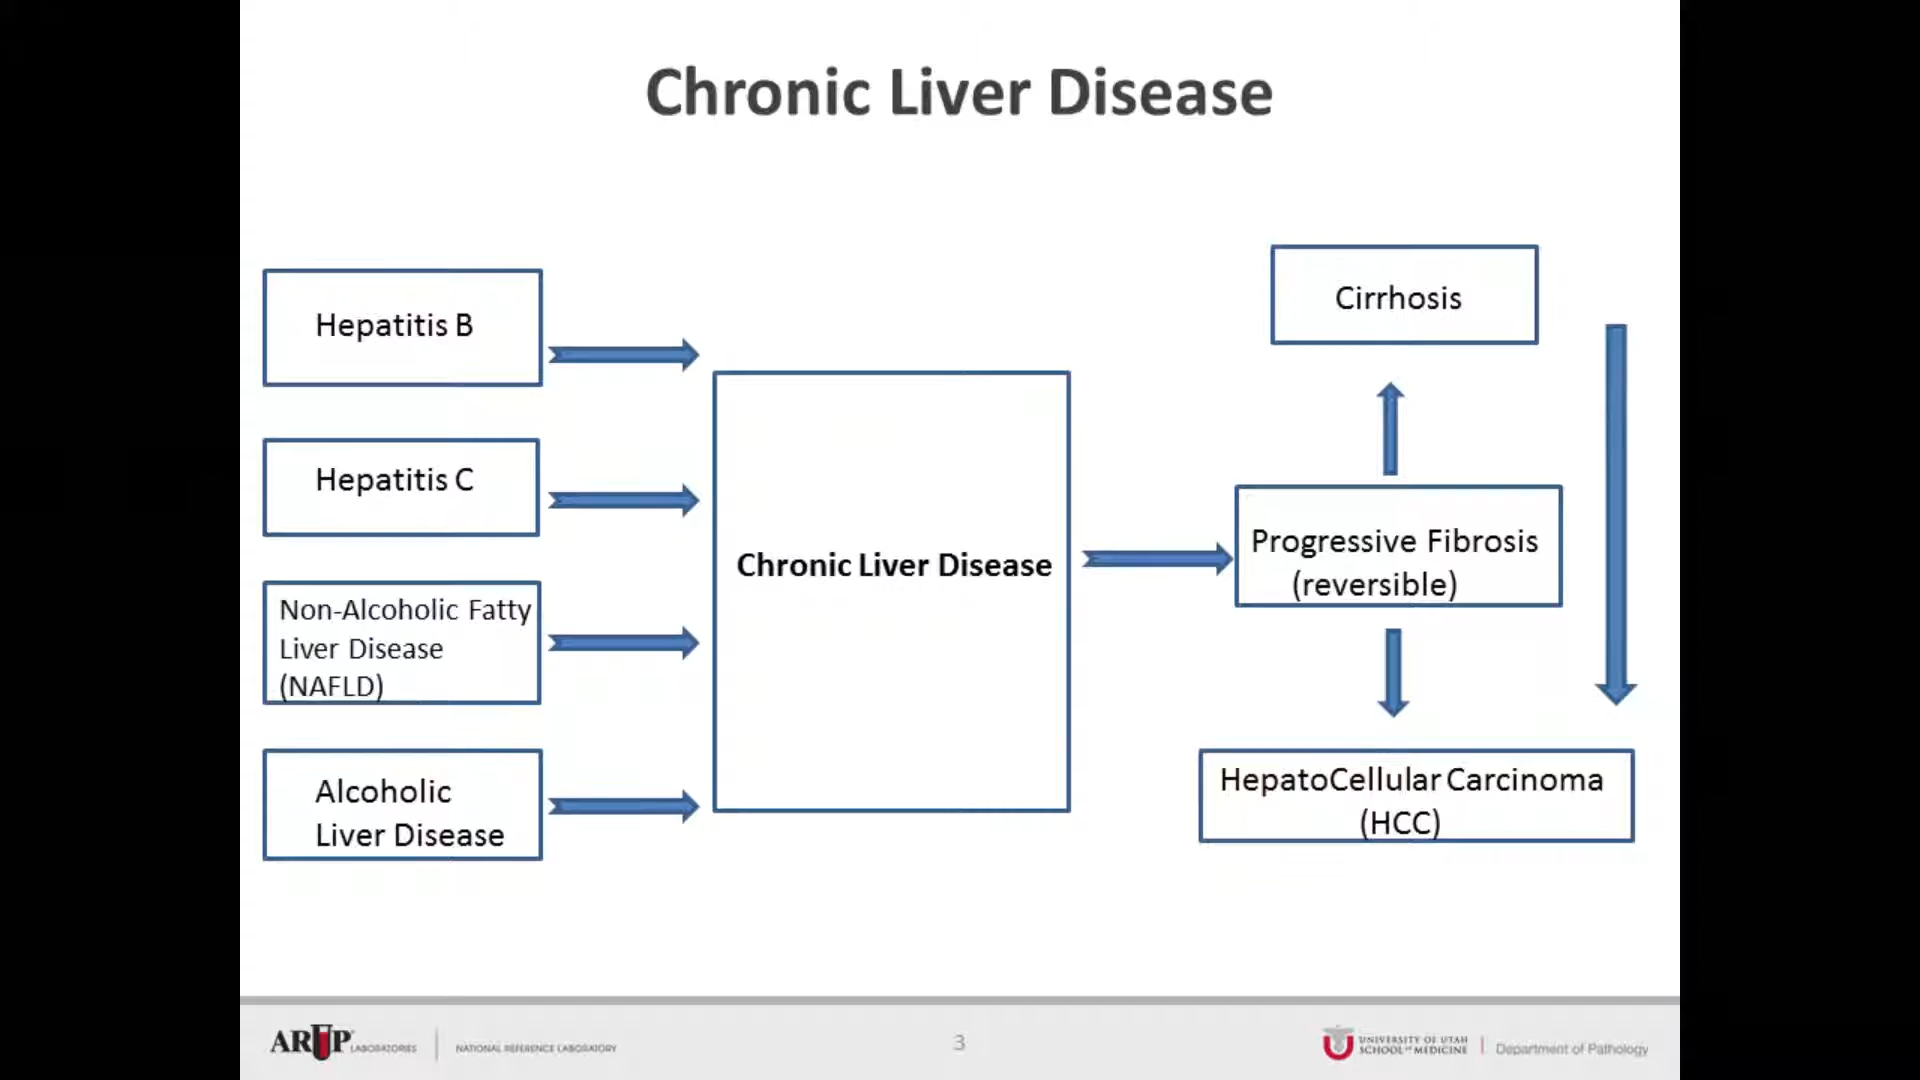 Chronic Liver Disease
Hepatitis B
Hepatitis C
Non-Alcoholic Fatty
Liver Disease
(NAFLD)
Alcoholic
Liver Disease
Chronic Liver Disease
Cirrhosis
Progressive Fibrosis
(reversible)
HepatoCellular Carcinoma
(HCC)
ARUP LABORATORIES
NATIONAL REFERENCE LABORATORY
3
UNIVERSITY OF UTAH
SCHOOL OF MEDICINE
Department of Pathology